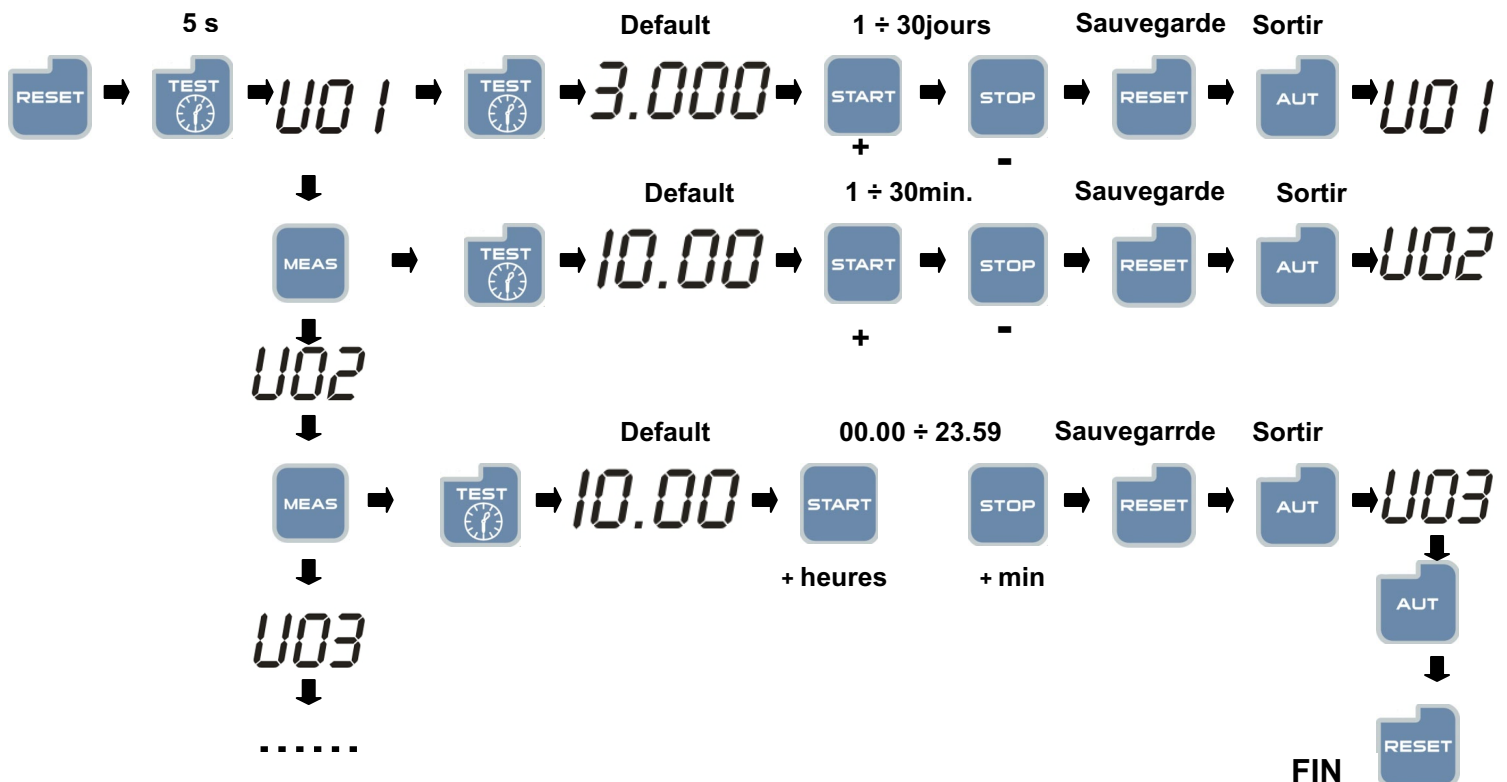 5 s
Default
1 ÷ 30jours
Sauvegarde
Sortir
RESET
TEST
U01
TEST
3.000
START
STOP
RESET
AUT
U01
+
-
Default
1 ÷ 30min.
Sauvegarde
Sortir
MEAS
TEST
10.00
START
STOP
RESET
AUT
U02
+
-
U02
Default
00.00 ÷ 23.59
Sauvegarrde
Sortir
MEAS
TEST
10.00
START
STOP
RESET
AUT
U03
+ heures
+ min
AUT
U03
......
RESET
FIN